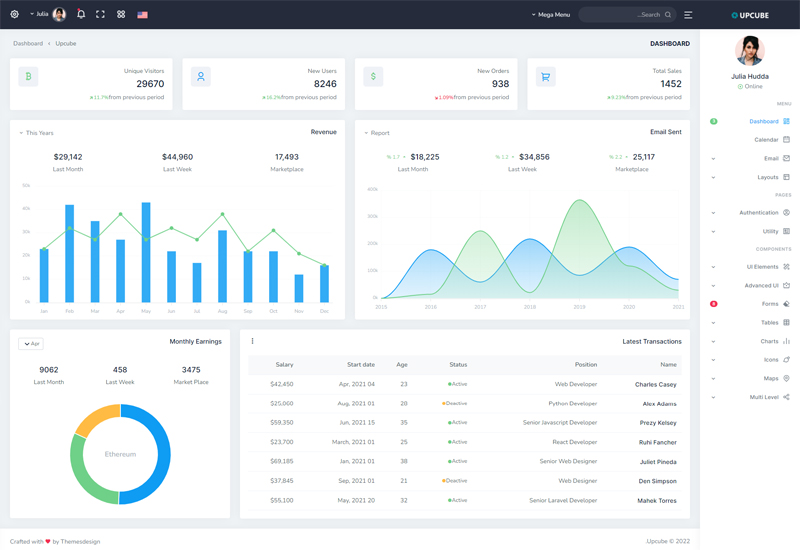 Julia
Mega Menu
...Search
UPCUBE
Dashboard
Upcube
DASHBOARD
Unique Visitors
29670
11.7% from previous period
New Users
8246
16.2% from previous period
New Orders
938
1.09% from previous period
Total Sales
1452
9.23% from previous period
Julia Hudda
Online
MENU
3
Dashboard
Calendar
Email
Layouts
PAGES
Authentication
Utility
COMPONENTS
UI Elements
Advanced UI
8
Forms
Tables
Charts
Icons
Maps
Multi Level
This Years
Revenue
$29,142
Last Month
$44,960
Last Week
17,493
Marketplace
50k
40k
30k
20k
10k
0k
Jan Feb Mar Apr May Jun Jul Aug Sep Oct Nov Dec
Report
Email Sent
% 1.7
$18,225
Last Month
% 1.2
$34,856
Last Week
% 2.2
25,117
Marketplace
400k
300k
200k
100k
0k
2015 2016 2017 2018 2019 2020 2021
Apr
Monthly Earnings
9062
Last Month
458
Last Week
3475
Market Place
Ethereum
Latest Transactions
Salary Start date Age Status Position Name
$42,450 Apr, 2021 04 23 Active Web Developer Charles Casey
$25,060 Aug, 2021 01 28 Deactive Python Developer Alex Adams
$59,350 Jun, 2021 15 35 Active Senior Javascript Developer Prezy Kelsey
$23,700 March, 2021 01 25 Active React Developer Ruhi Fancher
$69,185 Jan, 2021 01 38 Active Senior Web Designer Juliet Pineda
$37,845 Sep, 2021 01 21 Deactive Web Designer Den Simpson
$55,100 May, 2021 20 32 Active Senior Laravel Developer Mahek Torres
Crafted with by Themesdesign
.Upcube © 2022